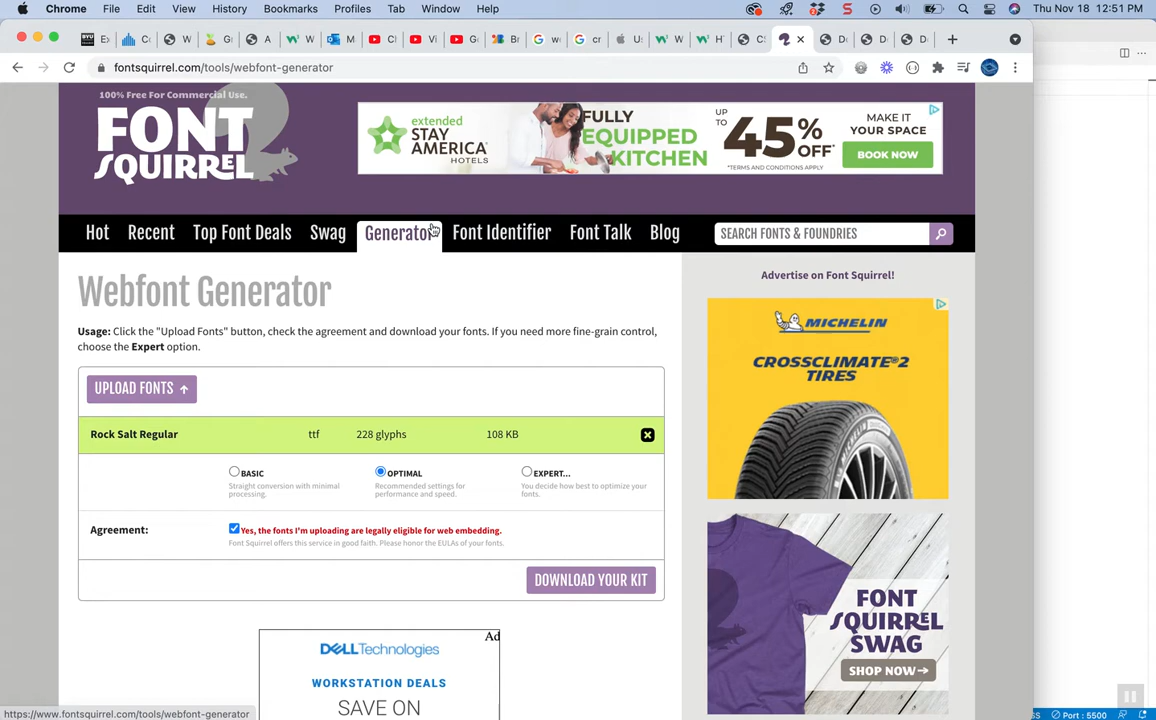 Chrome File Edit View History Bookmarks Profiles Tab Window Help Thu Nov 18 12:51 PM
fontsquirrel.com/tools/webfont-generator
100% Free For Commercial Use.
FONT
SQUIRREL
extended
STAY
AMERICA
HOTELS
FULLY
EQUIPPED
KITCHEN
UP
TO
45%
OFF*
*TERMS AND CONDITIONS APPLY
MAKE IT
YOUR SPACE
BOOK NOW
Hot Recent Top Font Deals Swag Generator Font Identifier Font Talk Blog SEARCH FONTS & FOUNDRIES
Webfont Generator
Usage: Click the "Upload Fonts" button, check the agreement and download your fonts. If you need more fine-grain control,
choose the Expert option.
UPLOAD FONTS
Rock Salt Regular ttf 228 glyphs 108 KB
BASIC
Straight conversion with minimal
processing.
OPTIMAL
Recommended settings for
performance and speed.
EXPERT...
You decide how best to optimize your
fonts.
Agreement: Yes, the fonts I'm uploading are legally eligible for web embedding.
Font Squirrel offers this service in good faith. Please honor the EULAs of your fonts.
DOWNLOAD YOUR KIT
Ad
DELL Technologies
WORKSTATION DEALS
SAVE ON
Advertise on Font Squirrel!
MICHELIN
CROSSCLIMATE®2
TIRES
FONT
SQUIRREL
SWAG
SHOP NOW
https://www.fontsquirrel.com/tools/webfont-generator
Port : 5500